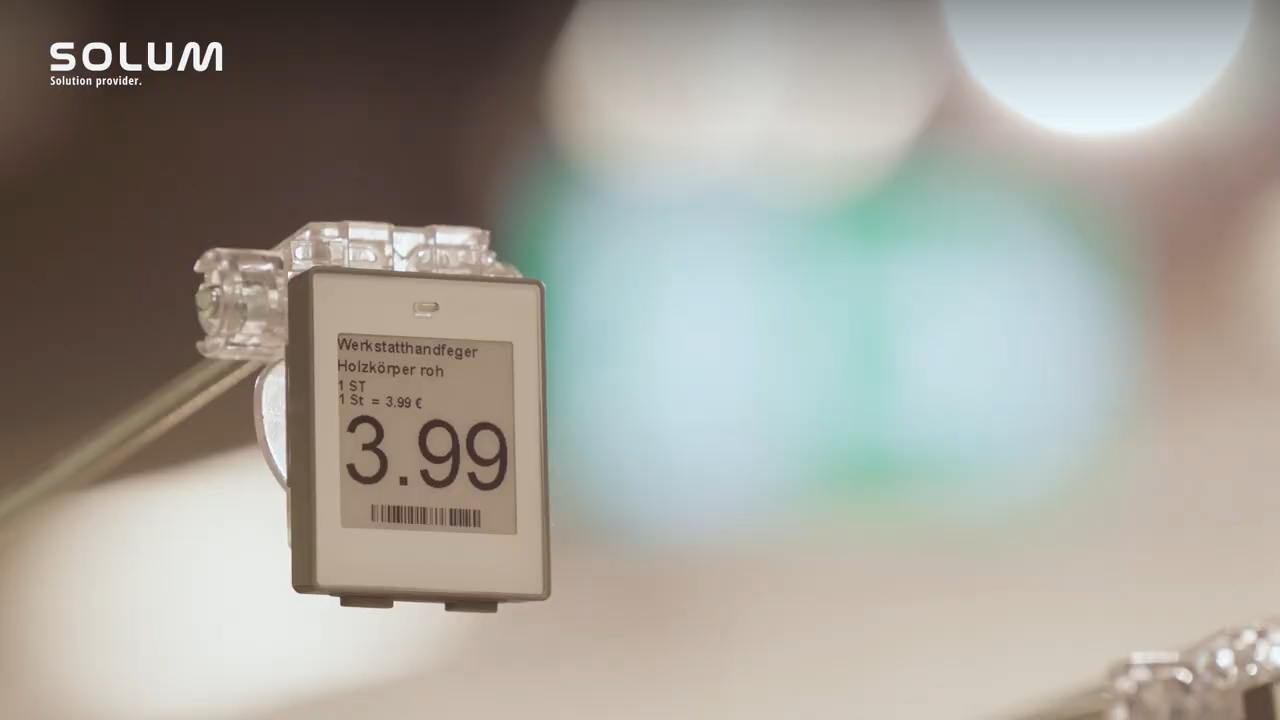 SOLUM
Solution provider.
Werkstatthandfeger
Holzkörper roh
1 ST
1 St = 3.99 €
3.99